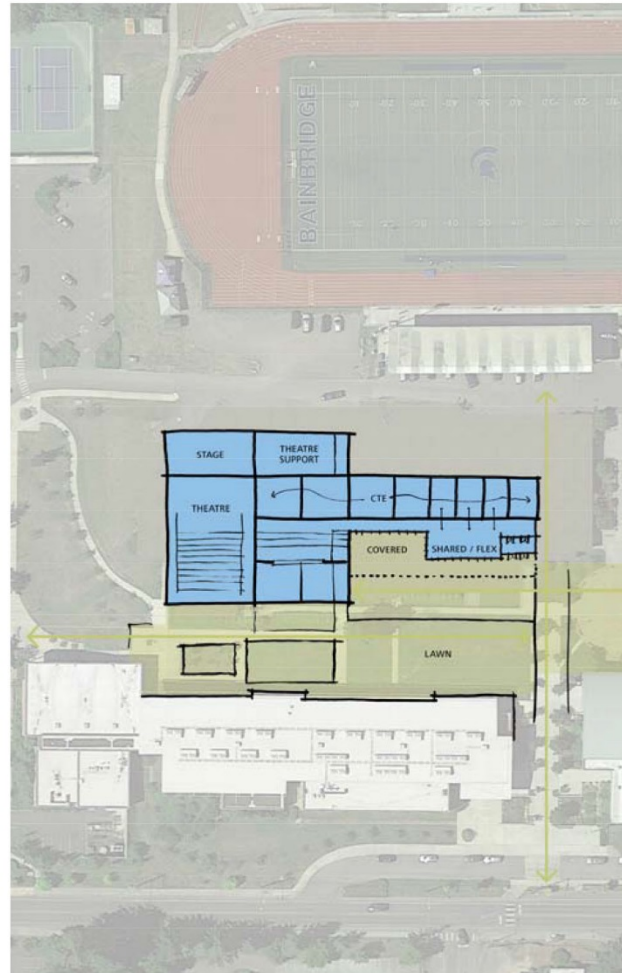 BAINBRIDGE
STAGE
THEATRE
SUPPORT
THEATRE
CTE
COVERED
SHARED / FLEX
LAWN